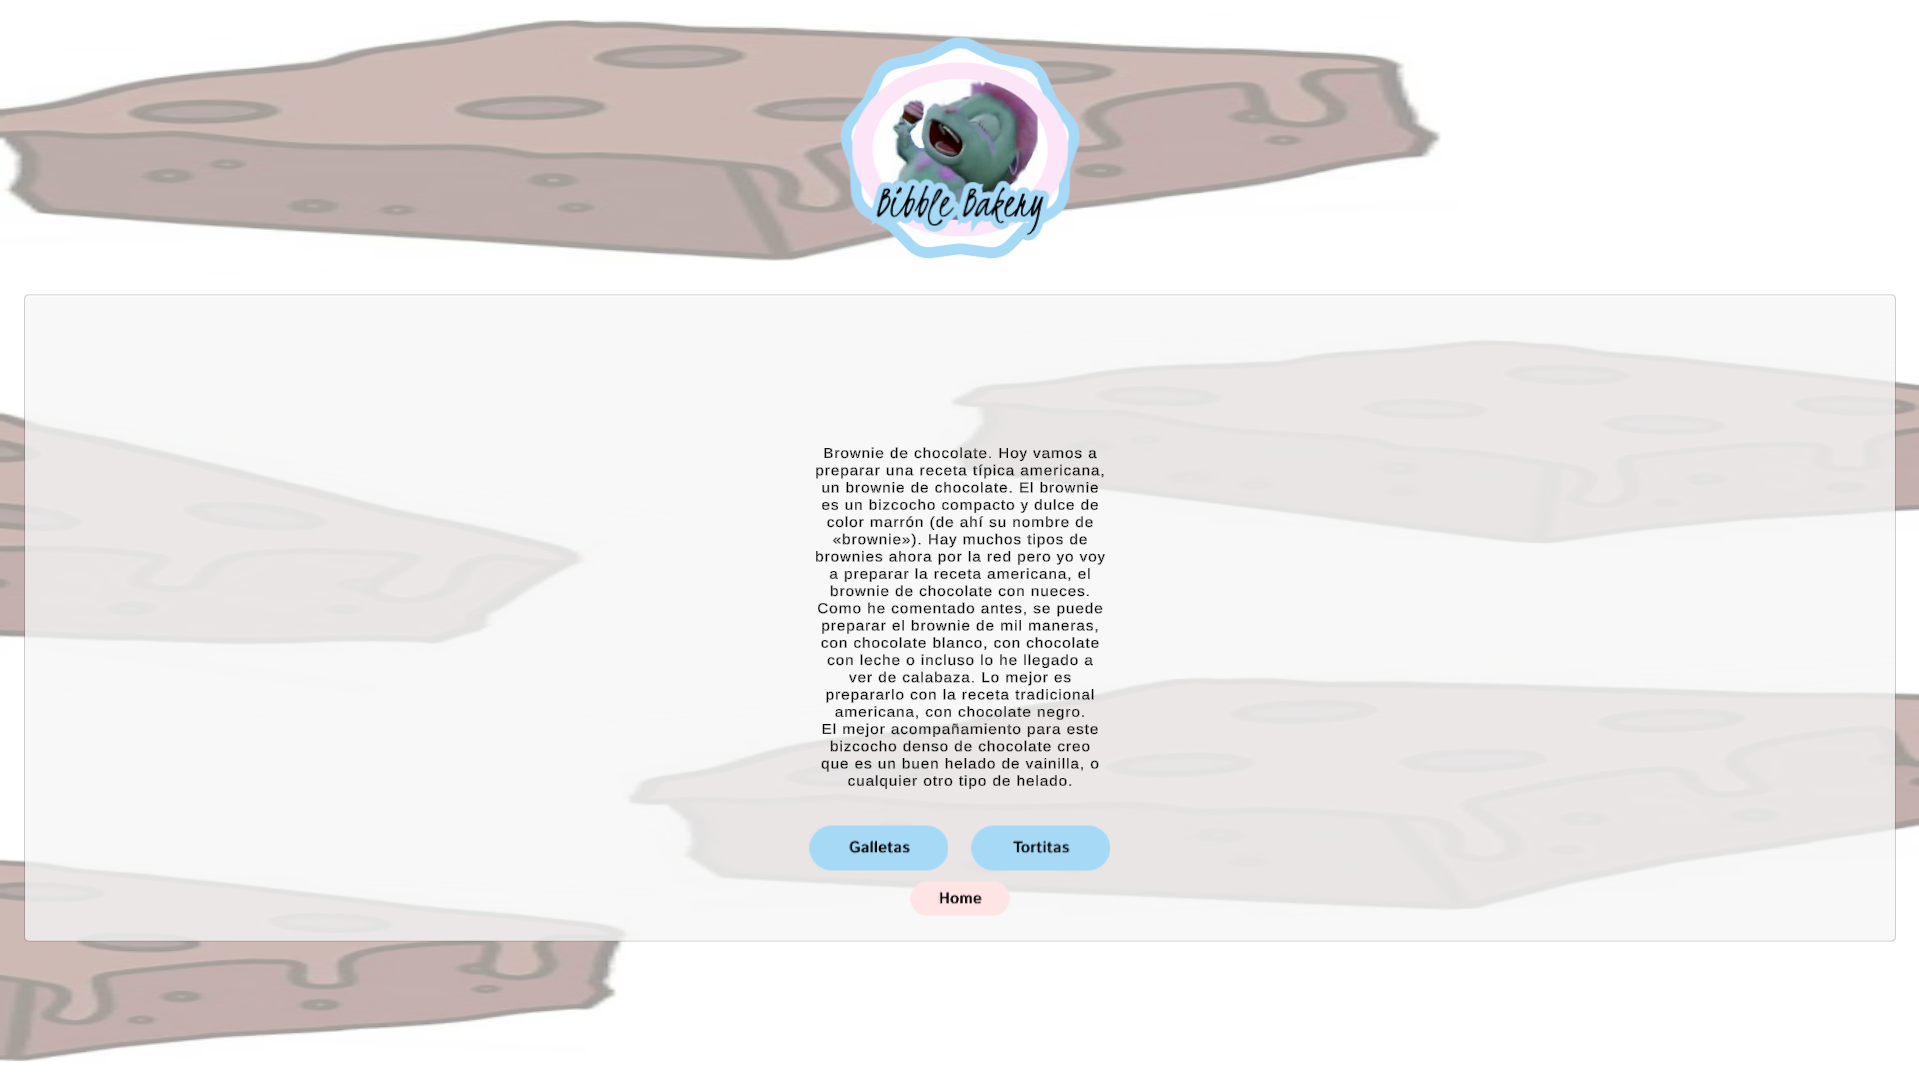 Bibble Bakery
Brownie de chocolate. Hoy vamos a
preparar una receta típica americana,
un brownie de chocolate. El brownie
es un bizcocho compacto y dulce de
color marrón (de ahí su nombre de
«brownie»). Hay muchos tipos de
brownies ahora por la red pero yo voy
a preparar la receta americana, el
brownie de chocolate con nueces.
Como he comentado antes, se puede
preparar el brownie de mil maneras,
con chocolate blanco, con chocolate
con leche o incluso lo he llegado a
ver de calabaza. Lo mejor es
prepararlo con la receta tradicional
americana, con chocolate negro.
El mejor acompañamiento para este
bizcocho denso de chocolate creo
que es un buen helado de vainilla, o
cualquier otro tipo de helado.
Galletas
Tortitas
Home